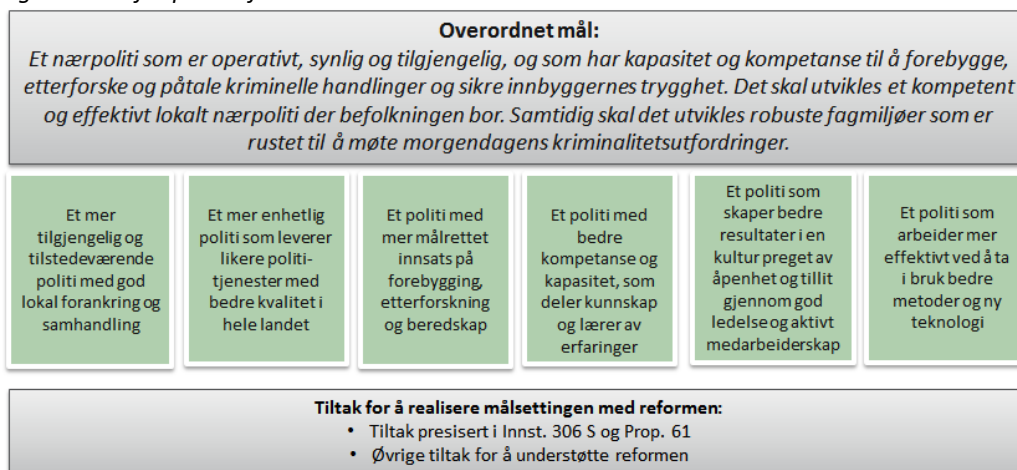 Overordnet mål:
Et nærpoliti som er operativt, synlig og tilgjengelig, og som har kapasitet og kompetanse til å forebygge,
etterforske og påtale kriminelle handlinger og sikre innbyggernes trygghet. Det skal utvikles et kompetent
og effektivt lokalt nærpoliti der befolkningen bor. Samtidig skal det utvikles robuste fagmiljøer som er
rustet til å møte morgendagens kriminalitetsutfordringer.
Et mer
tilgjengelig og
tilstedeværende
politi med god
lokal forankring og
samhandling
Et mer enhetlig
politi som leverer
likere politi-
tjenester med
bedre kvalitet i
hele landet
Et politi med
mer målrettet
innsats på
forebygging,
etterforskning
og beredskap
Et politi med
bedre
kompetanse og
kapasitet, som
deler kunnskap
og lærer av
erfaringer
Et politi som
skaper bedre
resultater i en
kultur preget av
åpenhet og tillit
gjennom god
ledelse og aktivt
medarbeiderskap
Et politi som
arbeider mer
effektivt ved å ta
i bruk bedre
metoder og ny
teknologi
Tiltak for å realisere målsettingen med reformen:
• Tiltak presisert i Innst. 306 S og Prop. 61
• Øvrige tiltak for å understøtte reformen